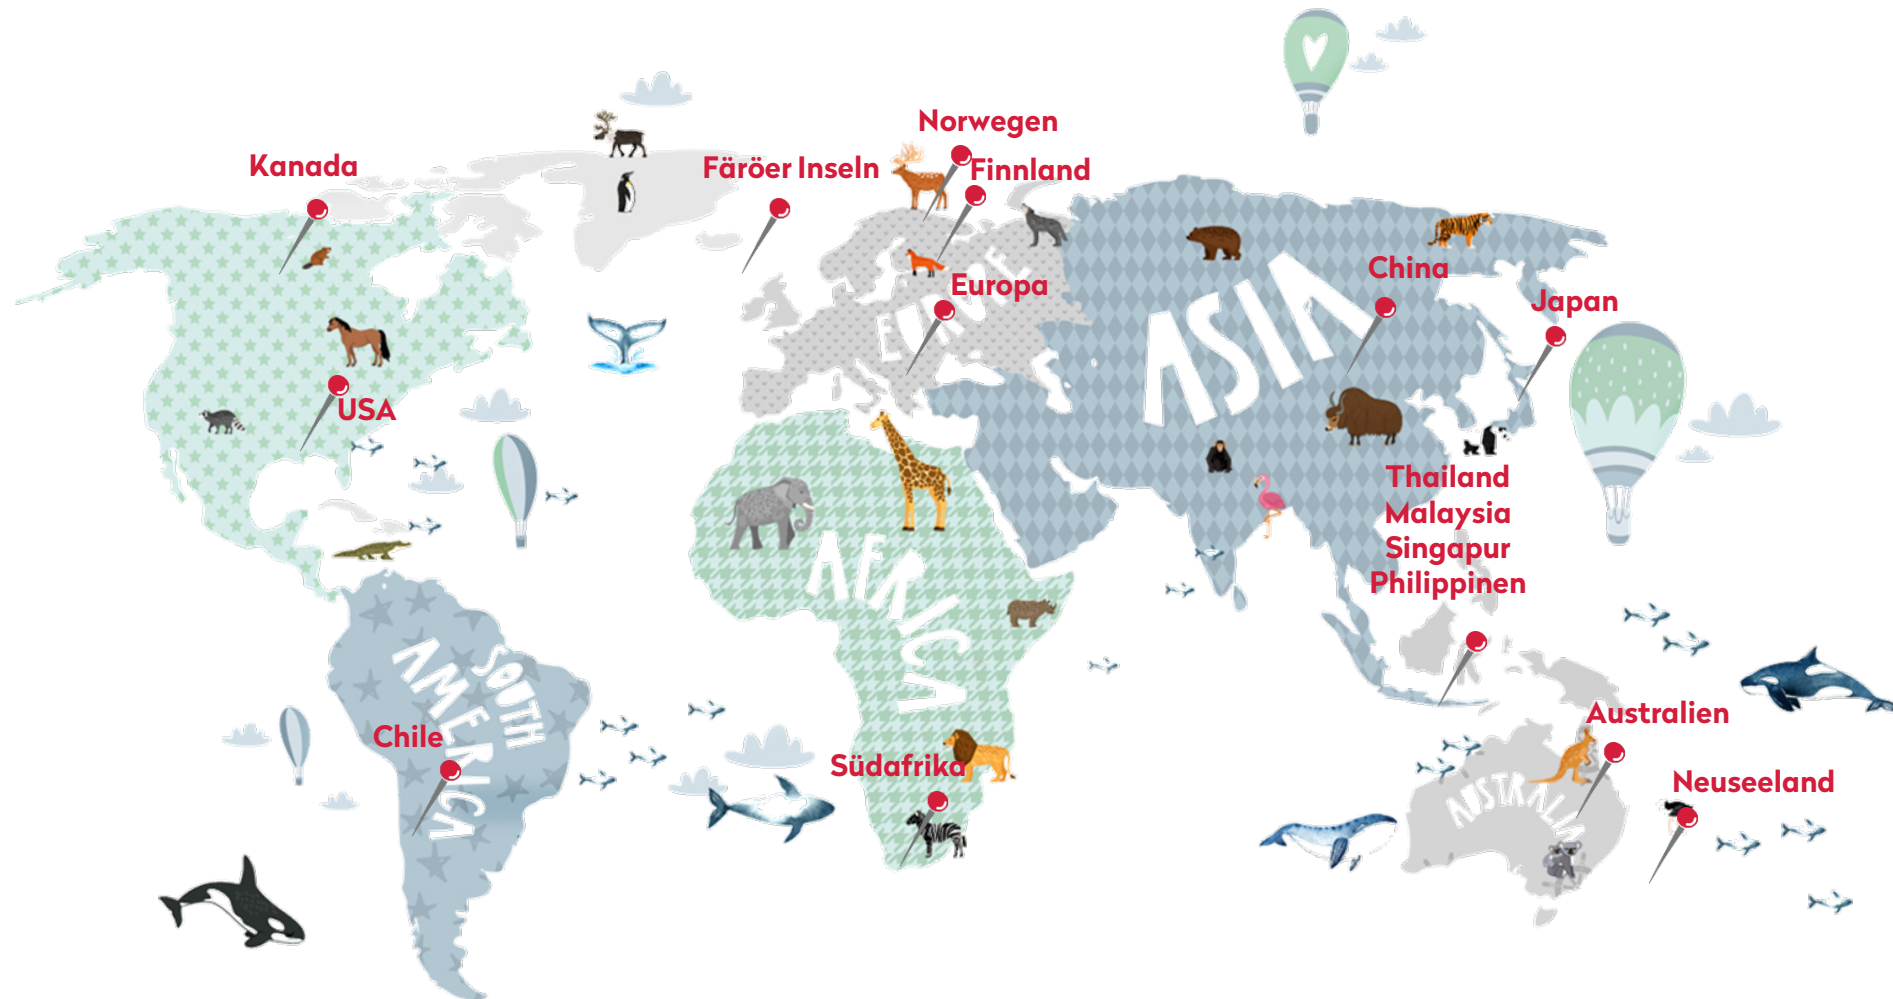 Norwegen
Kanada
Färöer Inseln
Finnland
EUROPE
Europa
China
ASIA
Japan
USA
Thailand
Malaysia
Singapur
Philippinen
AFRICA
SOUTH
AMERICA
Chile
Südafrika
Australien
AUSTRALIA
Neuseeland